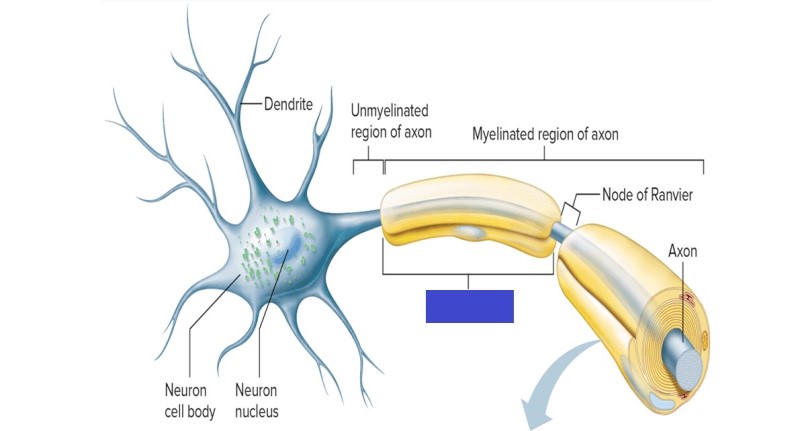 Dendrite
Unmyelinated
region of axon
Myelinated region of axon
Node of Ranvier
Axon
Neuron
cell body
Neuron
nucleus